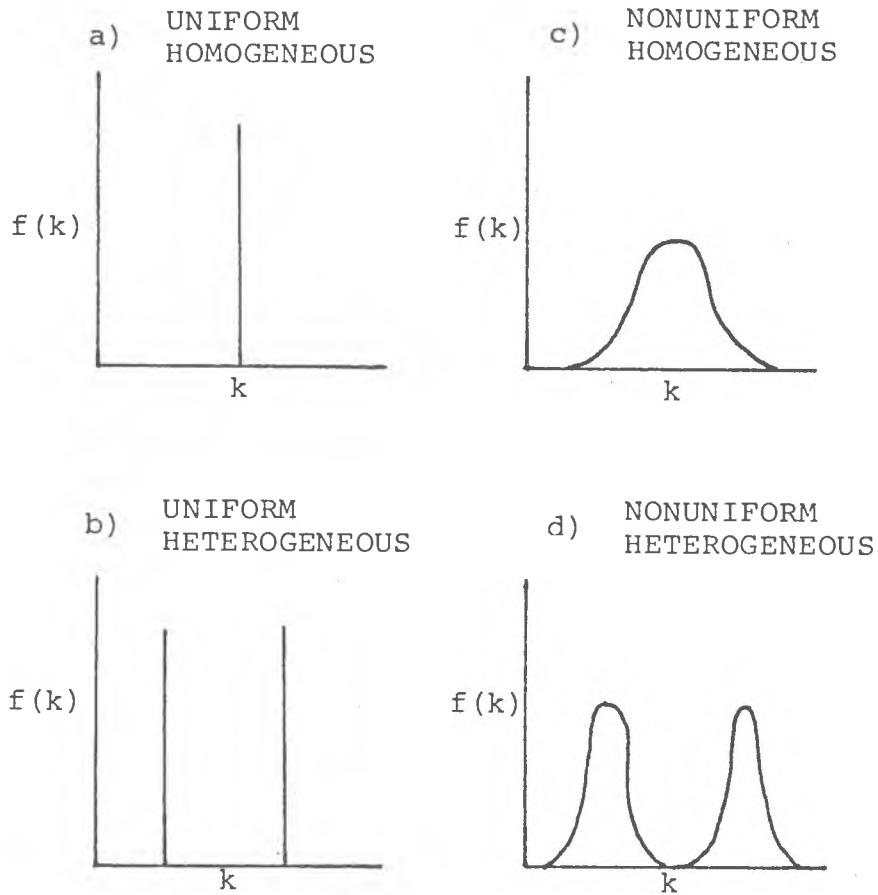 a) UNIFORM
HOMOGENEOUS
f(k)
k
c) NONUNIFORM
HOMOGENEOUS
f(k)
k
b) UNIFORM
HETEROGENEOUS
f(k)
k
d) NONUNIFORM
HETEROGENEOUS
f(k)
k